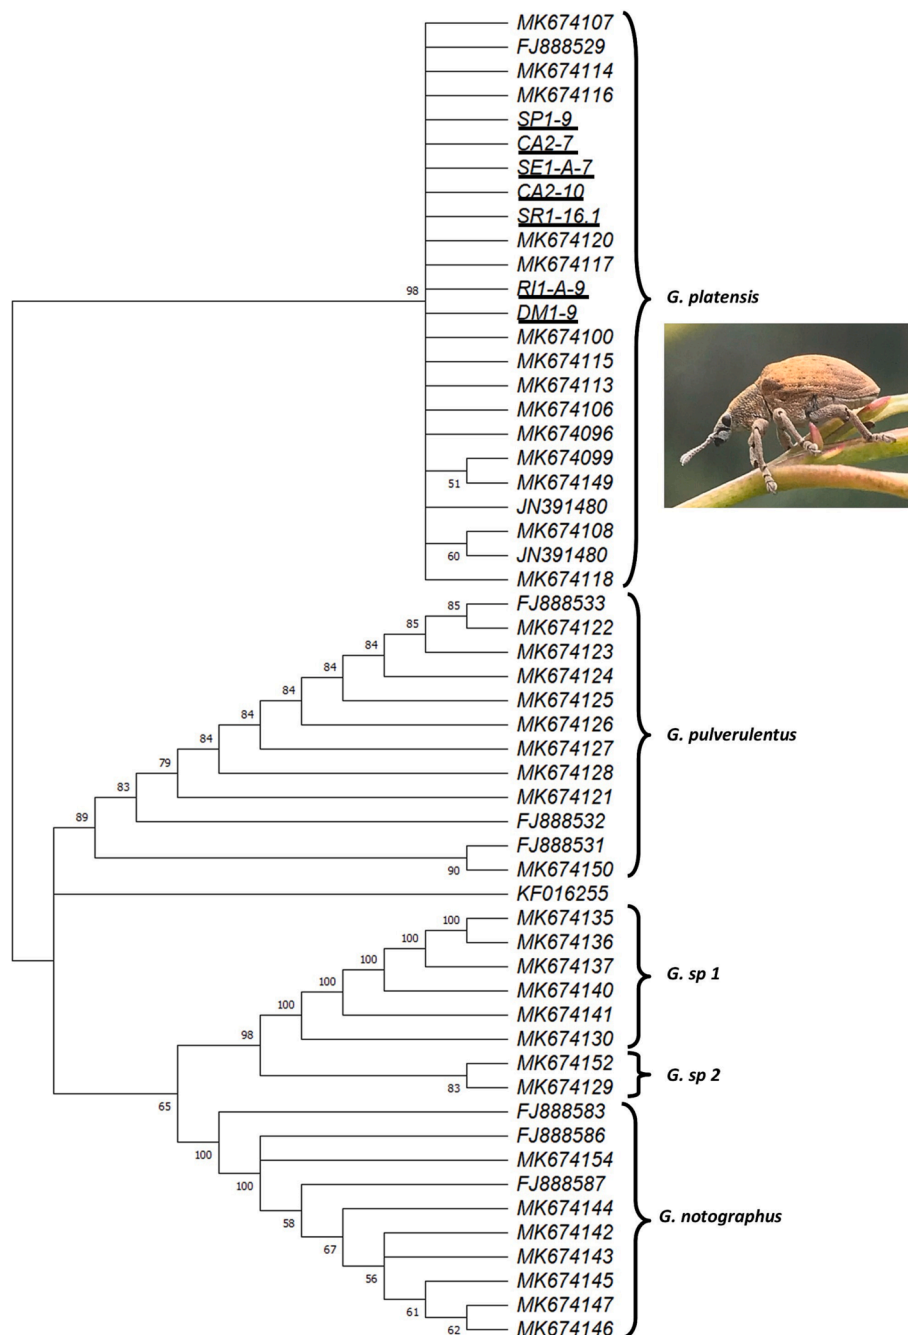 MK674107
FJ888529
MK674114
MK674116
SP1-9
CA2-7
SE1-A-7
CA2-10
SR1-16.1
MK674120
MK674117
98
RI1-A-9
G. platensis
DM1-9
MK674100
MK674115
MK674113
MK674106
MK674096
MK674099
51
MK674149
JN391480
MK674108
60
JN391480
MK674118
85
FJ888533
85
MK674122
84
MK674123
84
MK674124
84
MK674125
84
MK674126
G. pulverulentus
84
MK674127
79
MK674128
83
MK674121
89
FJ888532
FJ888531
90
MK674150
KF016255
100
MK674135
100
MK674136
100
MK674137
G. sp 1
100
MK674140
100
MK674141
98
MK674130
MK674152
G. sp 2
83
MK674129
65
FJ888583
100
FJ888586
MK674154
100
FJ888587
58
MK674144
G. notographus
67
MK674142
MK674143
56
MK674145
61
MK674147
62
MK674146